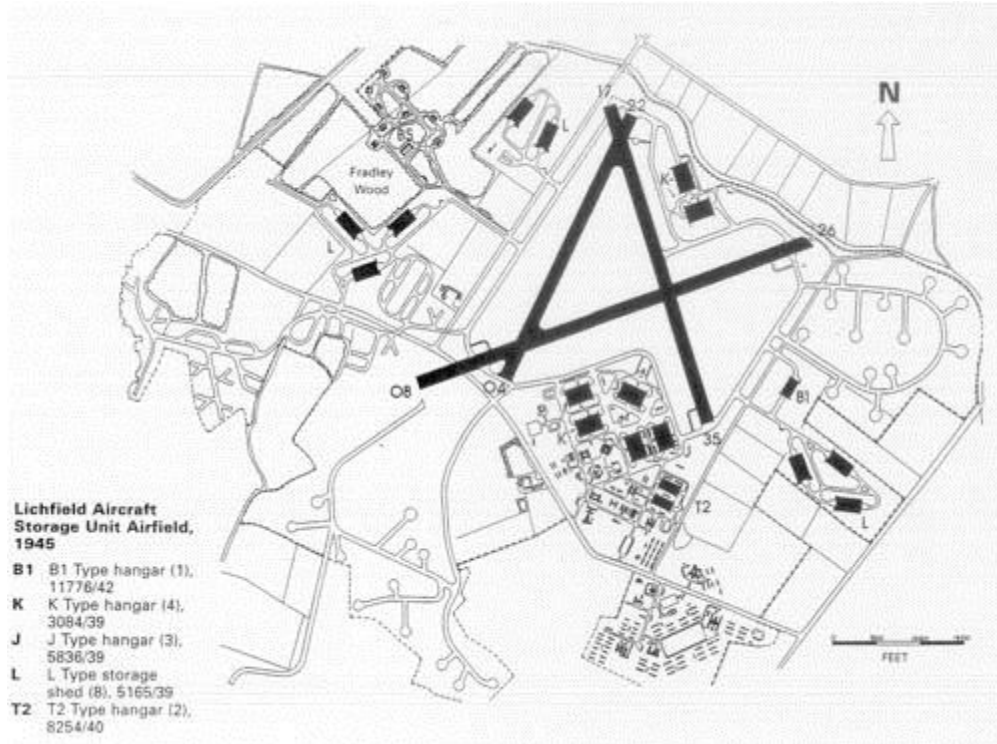 17
22
N
L
BS
Fradley
Wood
K
26
L
08
04
B1
K
35
J
T2
L
Lichfield Aircraft
Storage Unit Airfield,
1945
B1 B1 Type hangar (1),
11776/42
K K Type hangar (4),
3084/39
J J Type hangar (3),
5836/39
L L Type storage
shed (8), 5165/39
T2 T2 Type hangar (2),
8254/40
0
FEET